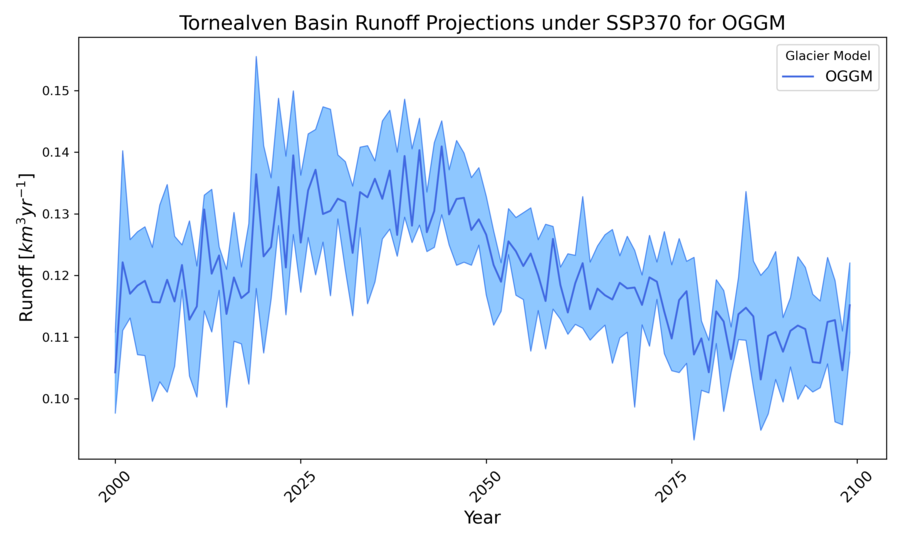 Tornealven Basin Runoff Projections under SSP370 for OGGM
Glacier Model
OGGM
Runoff [km³yr⁻¹]
0.15
0.14
0.13
0.12
0.11
0.10
2000
2025
2050
2075
2100
Year